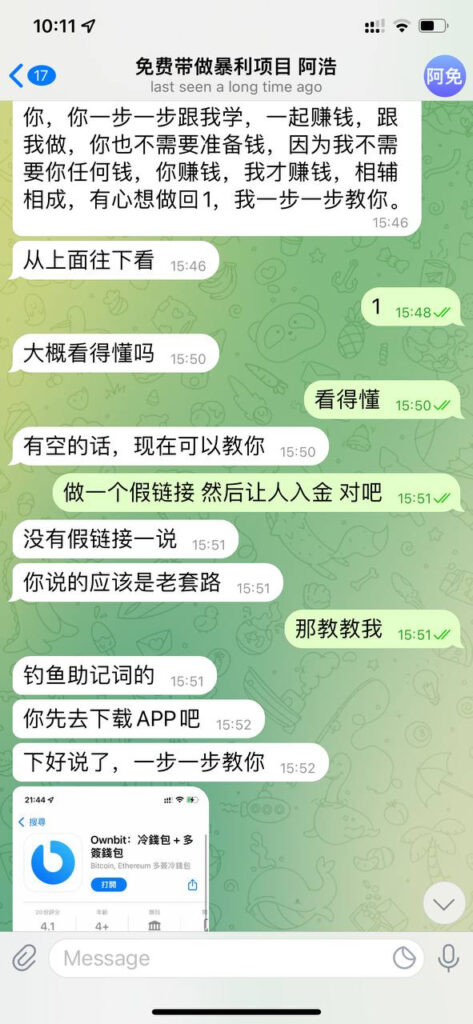 10:11
17
免费带做暴利项目 阿浩
last seen a long time ago
阿免
你，你一步一步跟我学，一起赚钱，跟
我做，你也不需要准备钱，因为我不需
要你任何钱，你赚钱，我才赚钱，相辅
相成，有心想做回1，我一步一步教你。
15:46
从上面往下看 15:46
1 15:48
大概看得懂吗 15:50
看得懂 15:50
有空的话，现在可以教你 15:50
做一个假链接 然后让人入金 对吧 15:51
没有假链接一说 15:51
你说的应该是老套路 15:51
那教教我 15:51
钓鱼助记词的 15:51
你先去下载APP吧 15:52
下好说了，一步一步教你 15:52
21:44
搜尋
Ownbit：冷錢包 + 多
簽錢包
Bitcoin, Ethereum 多簽冷錢包
打開
年齡
4.1
4+
Message